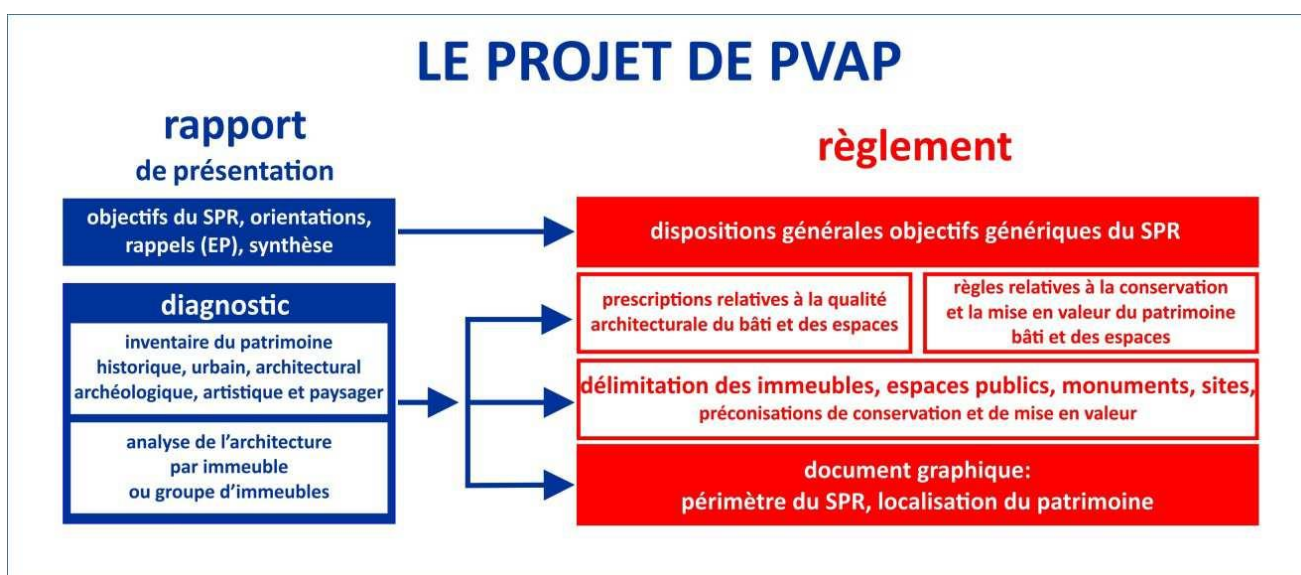 LE PROJET DE PVAP
rapport
de présentation
objectifs du SPR, orientations,
rappels (EP), synthèse
diagnostic
inventaire du patrimoine
historique, urbain, architectural
archéologique, artistique et paysager
analyse de l'architecture
par immeuble
ou groupe d'immeubles
règlement
dispositions générales objectifs génériques du SPR
prescriptions relatives à la qualité
architecturale du bâti et des espaces
règles relatives à la conservation
et la mise en valeur du patrimoine
bâti et des espaces
délimitation des immeubles, espaces publics, monuments, sites,
préconisations de conservation et de mise en valeur
document graphique:
périmètre du SPR, localisation du patrimoine